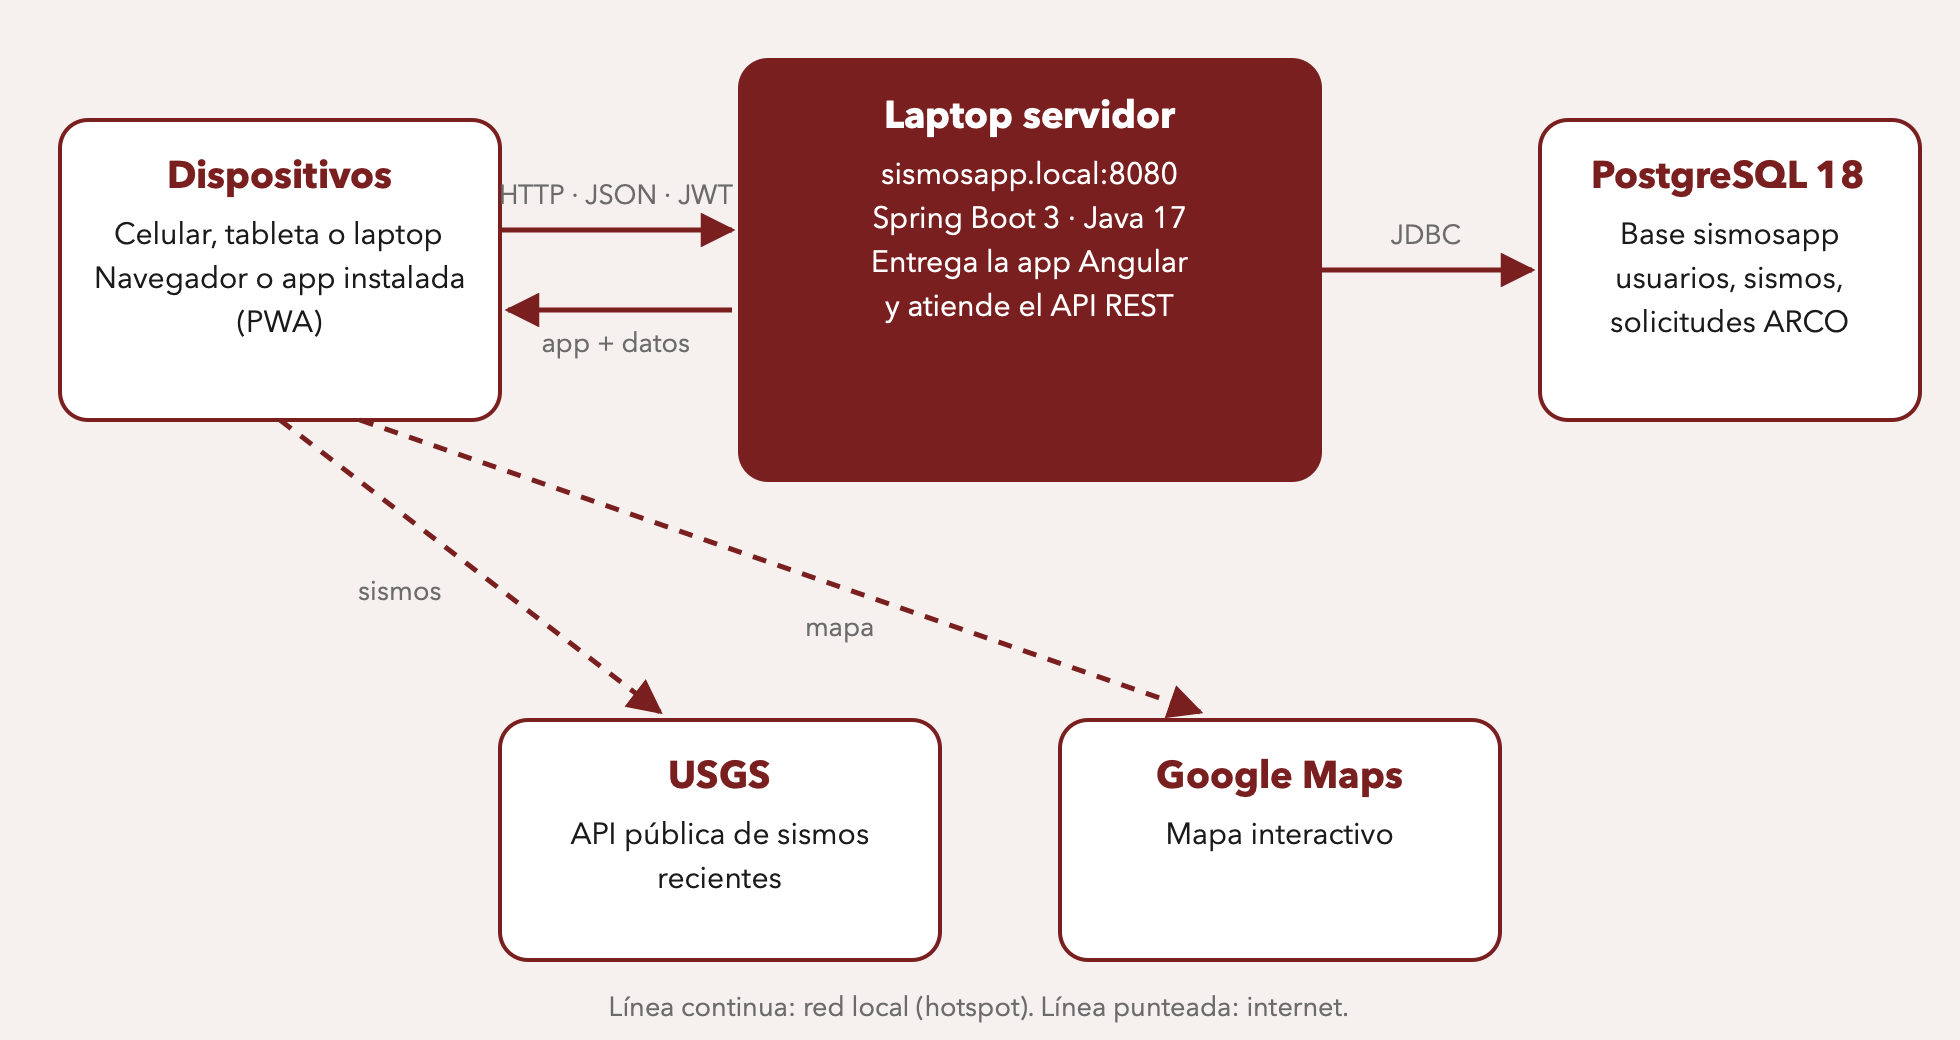 Dispositivos
Celular, tableta o laptop
Navegador o app instalada
(PWA)
HTTP · JSON · JWT
app + datos
Laptop servidor
sismosapp.local:8080
Spring Boot 3 · Java 17
Entrega la app Angular
y atiende el API REST
JDBC
PostgreSQL 18
Base sismosapp
usuarios, sismos,
solicitudes ARCO
sismos
mapa
USGS
API pública de sismos
recientes
Google Maps
Mapa interactivo
Línea continua: red local (hotspot). Línea punteada: internet.